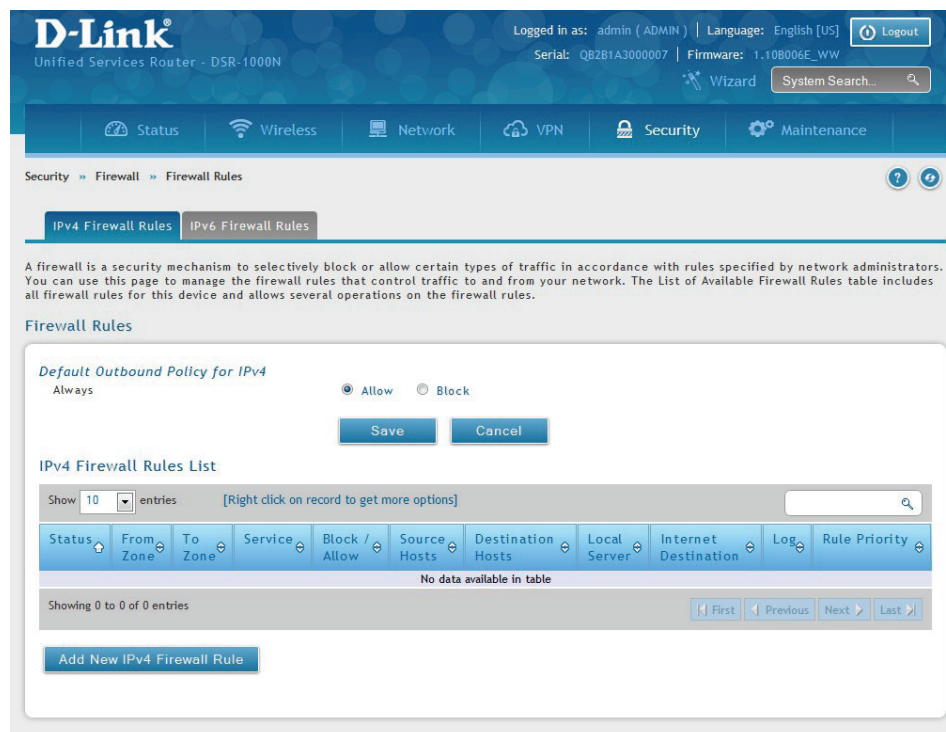 D-Link®
Unified Services Router - DSR-1000N
Logged in as: admin ( ADMIN ) | Language: English [US]
Logout
Serial: QB2B1A3000007 | Firmware: 1.10B006E_WW
Wizard
System Search...
Status
Wireless
Network
VPN
Security
Maintenance
Security » Firewall » Firewall Rules
?
IPv4 Firewall Rules
IPv6 Firewall Rules
A firewall is a security mechanism to selectively block or allow certain types of traffic in accordance with rules specified by network administrators.
You can use this page to manage the firewall rules that control traffic to and from your network. The List of Available Firewall Rules table includes
all firewall rules for this device and allows several operations on the firewall rules.
Firewall Rules
Default Outbound Policy for IPv4
Always
Allow
Block
Save
Cancel
IPv4 Firewall Rules List
Show 10 entries
[Right click on record to get more options]
Status
From Zone
To Zone
Service
Block / Allow
Source Hosts
Destination Hosts
Local Server
Internet Destination
Log
Rule Priority
No data available in table
Showing 0 to 0 of 0 entries
First
Previous
Next
Last
Add New IPv4 Firewall Rule